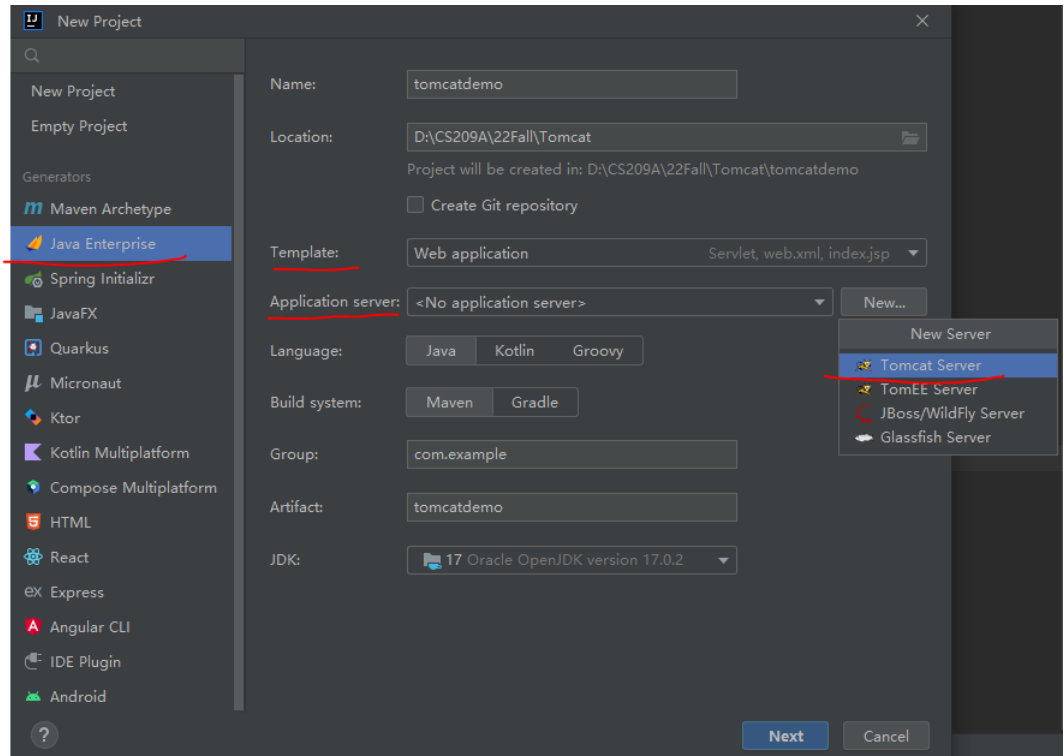 New Project
New Project
Empty Project
Generators
Maven Archetype
Java Enterprise
Spring Initializr
JavaFX
Quarkus
Micronaut
Ktor
Kotlin Multiplatform
Compose Multiplatform
HTML
React
ex Express
Angular CLI
IDE Plugin
Android
Name: tomcatdemo
Location: D:\CS209A\22Fall\Tomcat
Project will be created in: D:\CS209A\22Fall\Tomcat\tomcatdemo
Create Git repository
Template: Web application Servlet, web.xml, index.jsp
Application server: <No application server> New...
New Server
Tomcat Server
TomEE Server
JBoss/WildFly Server
Glassfish Server
Language: Java Kotlin Groovy
Build system: Maven Gradle
Group: com.example
Artifact: tomcatdemo
JDK: 17 Oracle OpenJDK version 17.0.2
? Next Cancel